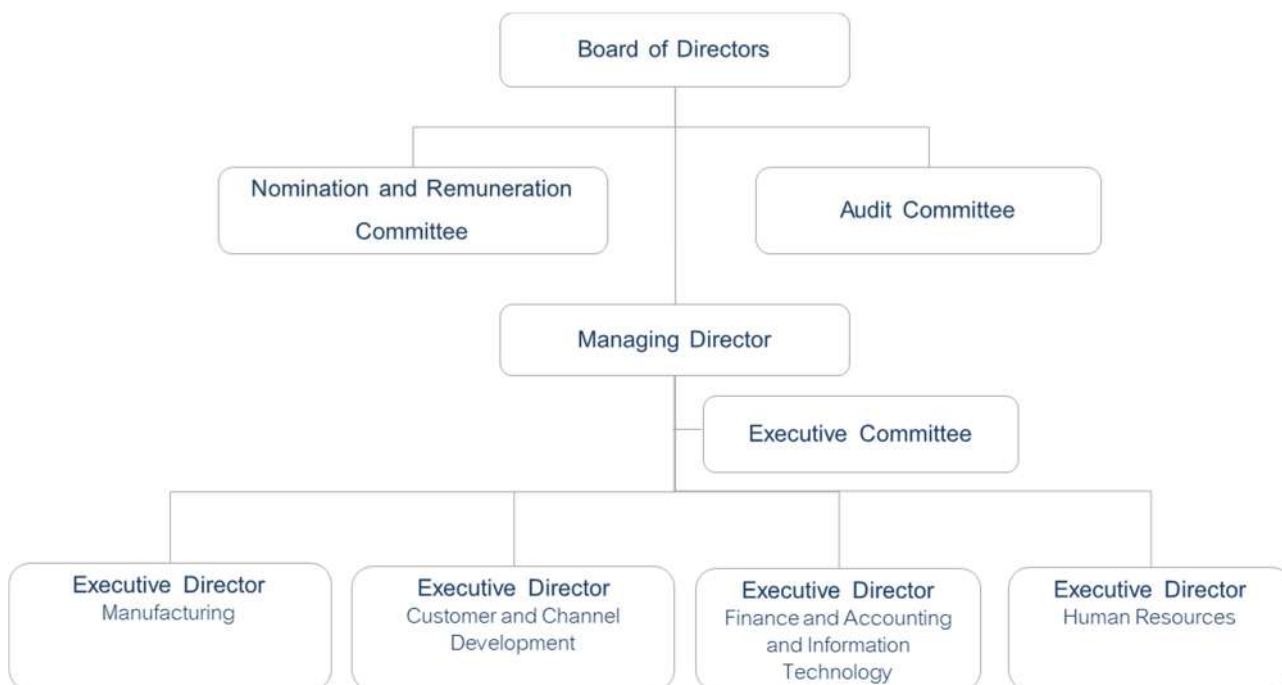 Board of Directors
Nomination and Remuneration
Committee
Audit Committee
Managing Director
Executive Committee
Executive Director
Manufacturing
Executive Director
Customer and Channel
Development
Executive Director
Finance and Accounting
and Information
Technology
Executive Director
Human Resources